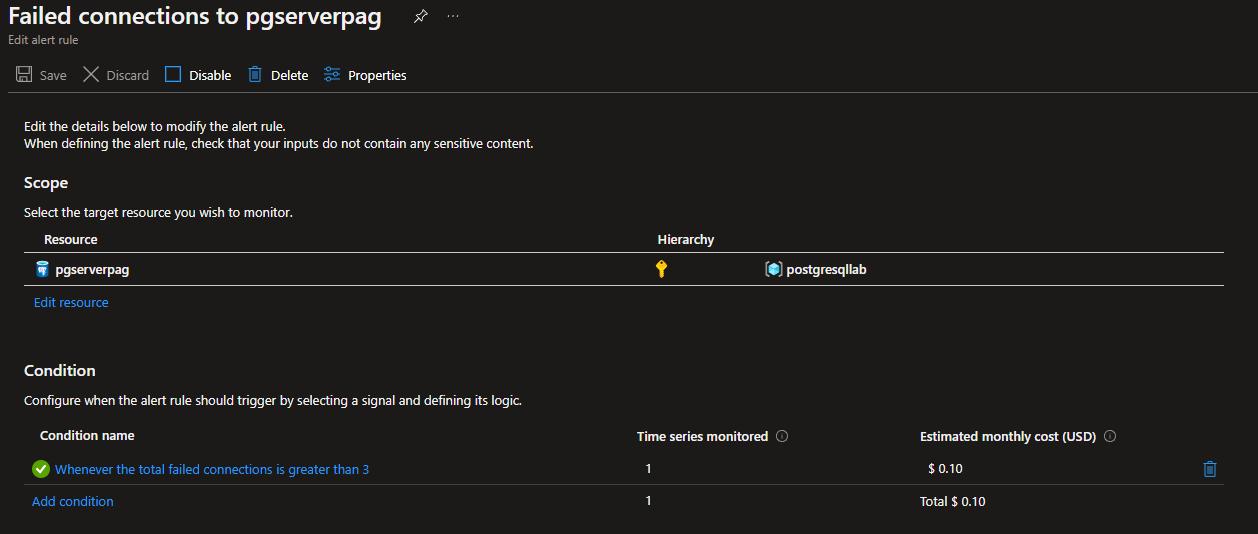 Failed connections to pgserverpag
Edit alert rule
Save Discard Disable Delete Properties
Edit the details below to modify the alert rule.
When defining the alert rule, check that your inputs do not contain any sensitive content.
Scope
Select the target resource you wish to monitor.
Resource Hierarchy
pgserverpag postgresqllab
Edit resource
Condition
Configure when the alert rule should trigger by selecting a signal and defining its logic.
Condition name Time series monitored Estimated monthly cost (USD)
Whenever the total failed connections is greater than 3 1 $ 0.10
Add condition 1 Total $ 0.10